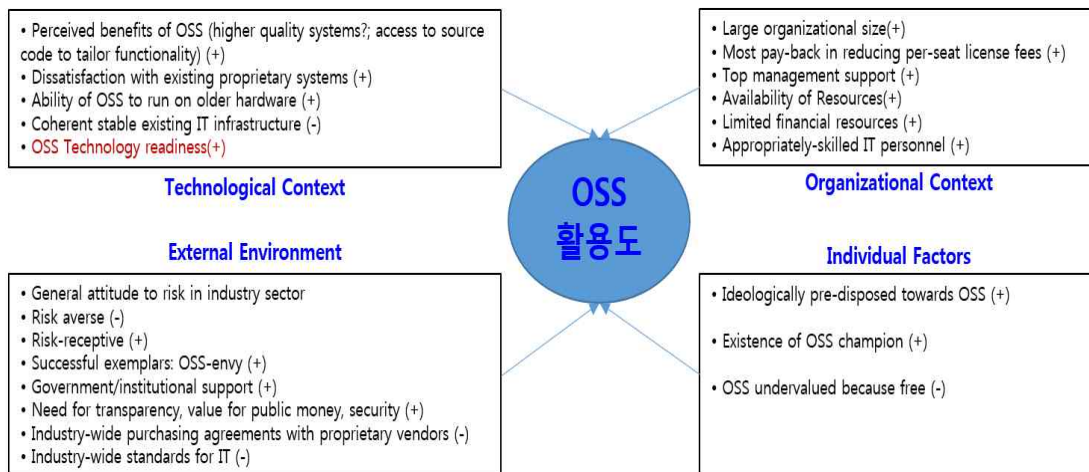 • Perceived benefits of OSS (higher quality systems?; access to source
code to tailor functionality) (+)
• Dissatisfaction with existing proprietary systems (+)
• Ability of OSS to run on older hardware (+)
• Coherent stable existing IT infrastructure (-)
• OSS Technology readiness(+)
Technological Context
• Large organizational size(+)
• Most pay-back in reducing per-seat license fees (+)
• Top management support (+)
• Availability of Resources(+)
• Limited financial resources (+)
• Appropriately-skilled IT personnel (+)
Organizational Context
OSS
활용도
External Environment
• General attitude to risk in industry sector
• Risk averse (-)
• Risk-receptive (+)
• Successful exemplars: OSS-envy (+)
• Government/institutional support (+)
• Need for transparency, value for public money, security (+)
• Industry-wide purchasing agreements with proprietary vendors (-)
• Industry-wide standards for IT (-)
Individual Factors
• Ideologically pre-disposed towards OSS (+)
• Existence of OSS champion (+)
• OSS undervalued because free (-)